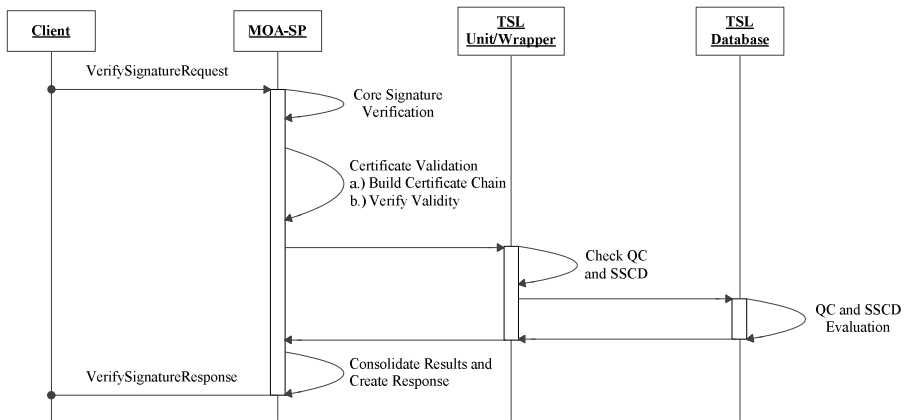 Client
MOA-SP
TSL
Unit/Wrapper
TSL
Database
VerifySignatureRequest
Core Signature
Verification
Certificate Validation
a.) Build Certificate Chain
b.) Verify Validity
Check QC
and SSCD
QC and SSCD
Evaluation
Consolidate Results and
Create Response
VerifySignatureResponse